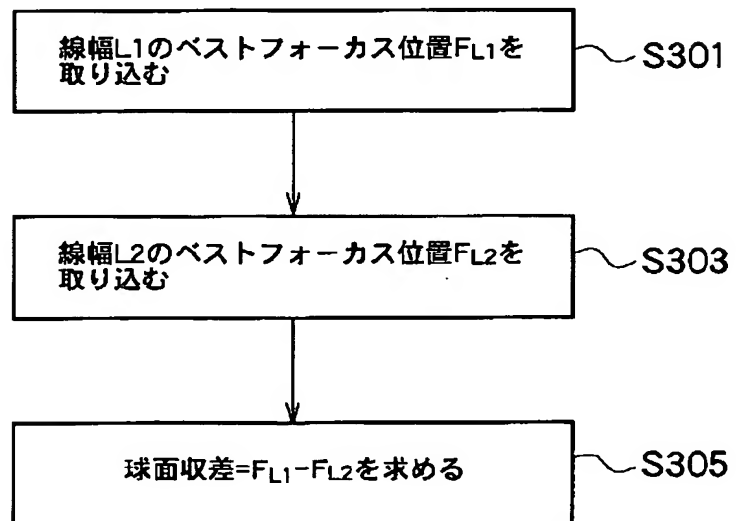 線幅L1のベストフォーカス位置FL1を
取り込む
S301
線幅L2のベストフォーカス位置FL2を
取り込む
S303
球面収差=FL1-FL2を求める
S305